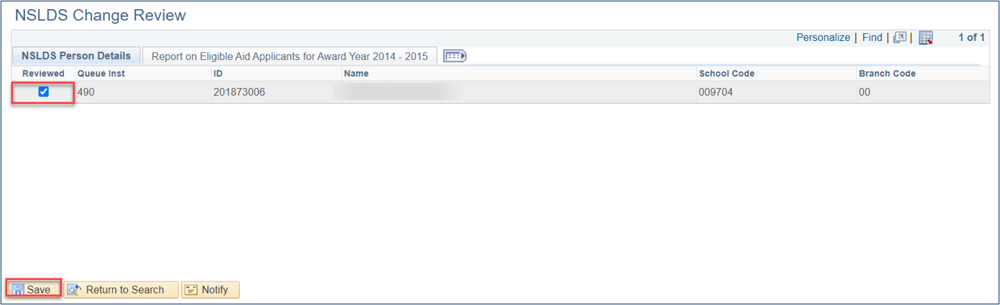 NSLDS Change Review
Personalize | Find | | 1 of 1
NSLDS Person Details Report on Eligible Aid Applicants for Award Year 2014 - 2015
Reviewed Queue Inst ID Name School Code Branch Code
490 201873006 009704 00
Save Return to Search Notify